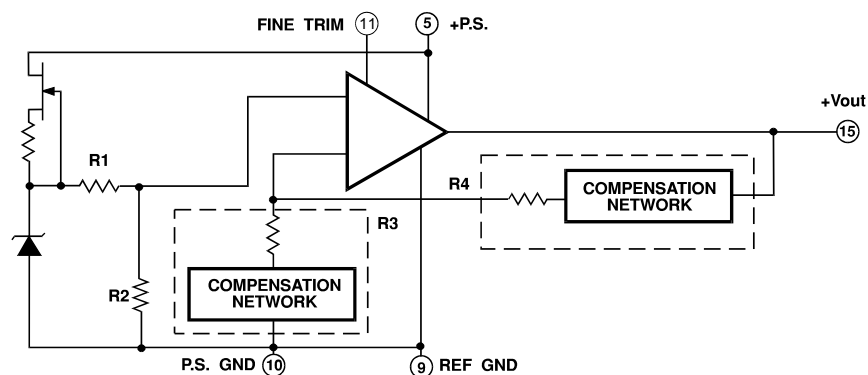 FINE TRIM 11
5 +P.S.
+Vout
15
R1
R4
COMPENSATION
NETWORK
R3
R2
COMPENSATION
NETWORK
P.S. GND 10
9 REF GND